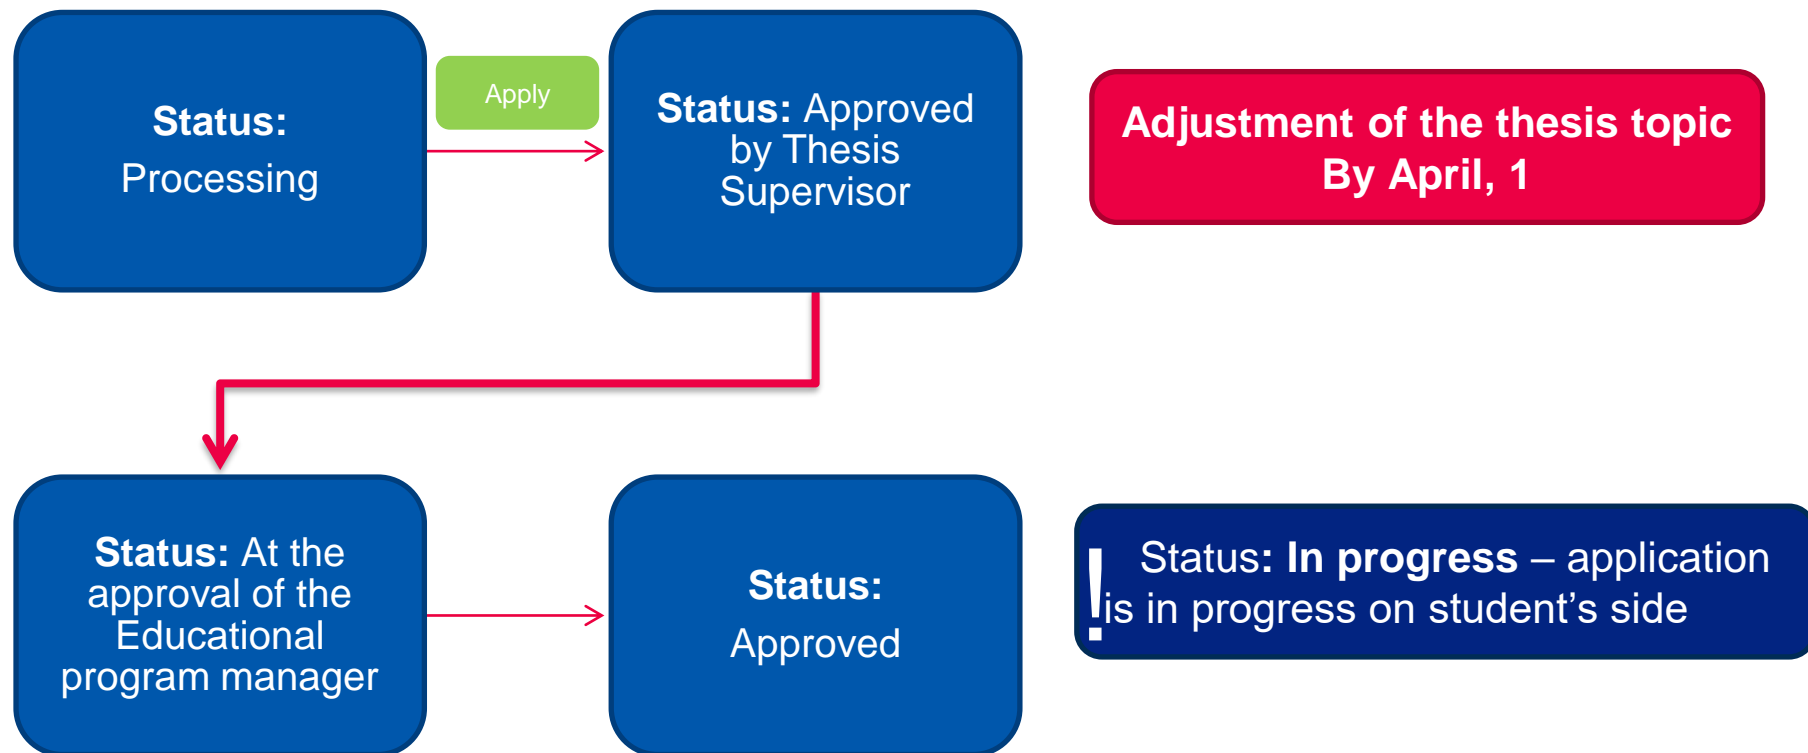 Status:
Processing
Apply
Status: Approved
by Thesis
Supervisor
Adjustment of the thesis topic
By April, 1
Status: At the
approval of the
Educational
program manager
Status:
Approved
!
Status: In progress – application
is in progress on student’s side